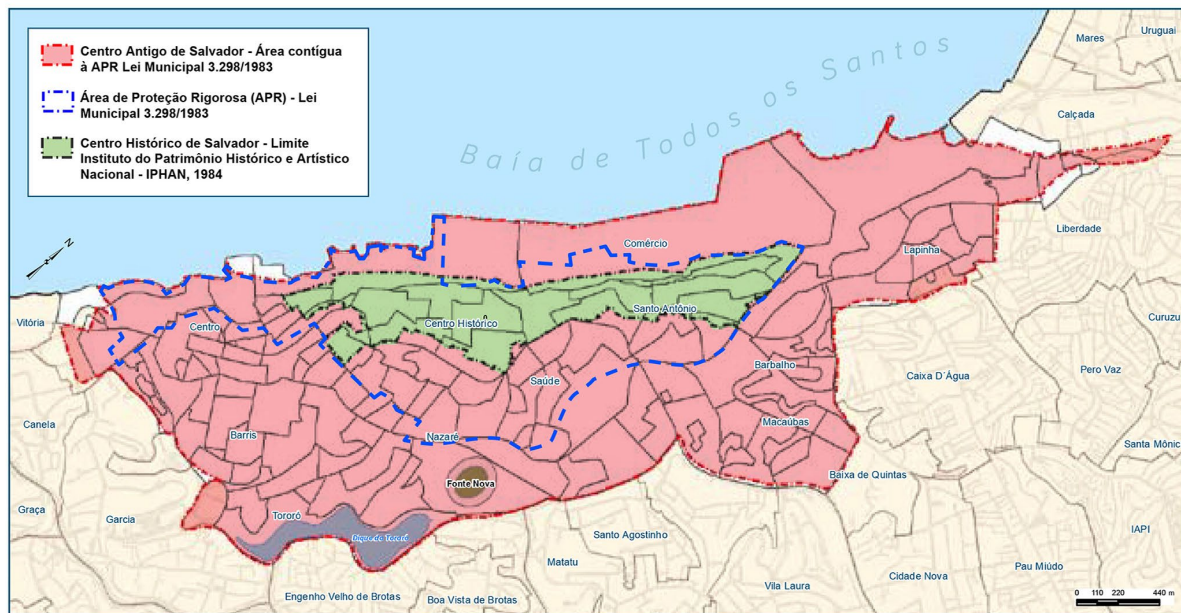 Centro Antigo de Salvador - Área contígua
à APR Lei Municipal 3.298/1983
Área de Proteção Rigorosa (APR) - Lei
Municipal 3.298/1983
Centro Histórico de Salvador - Limite
Instituto do Patrimônio Histórico e Artístico
Nacional - IPHAN, 1984
Baía de Todos os Santos
Mares
Uruguai
Calçada
Liberdade
Lapinha
Comércio
N
Vitória
Centro
Centro Histórico
Santo Antônio
Curuzu
Saúde
Barbalho
Caixa D´Água
Pero Vaz
Canela
Barris
Nazaré
Macaúbas
Santa Mônic
Baixa de Quintas
Fonte Nova
Graça
Garcia
Tororó
Dique do Tororó
Santo Agostinho
IAPI
Matatu
Vila Laura
Cidade Nova
Pau Miúdo
Engenho Velho de Brotas
Boa Vista de Brotas
0 110 220 440 m